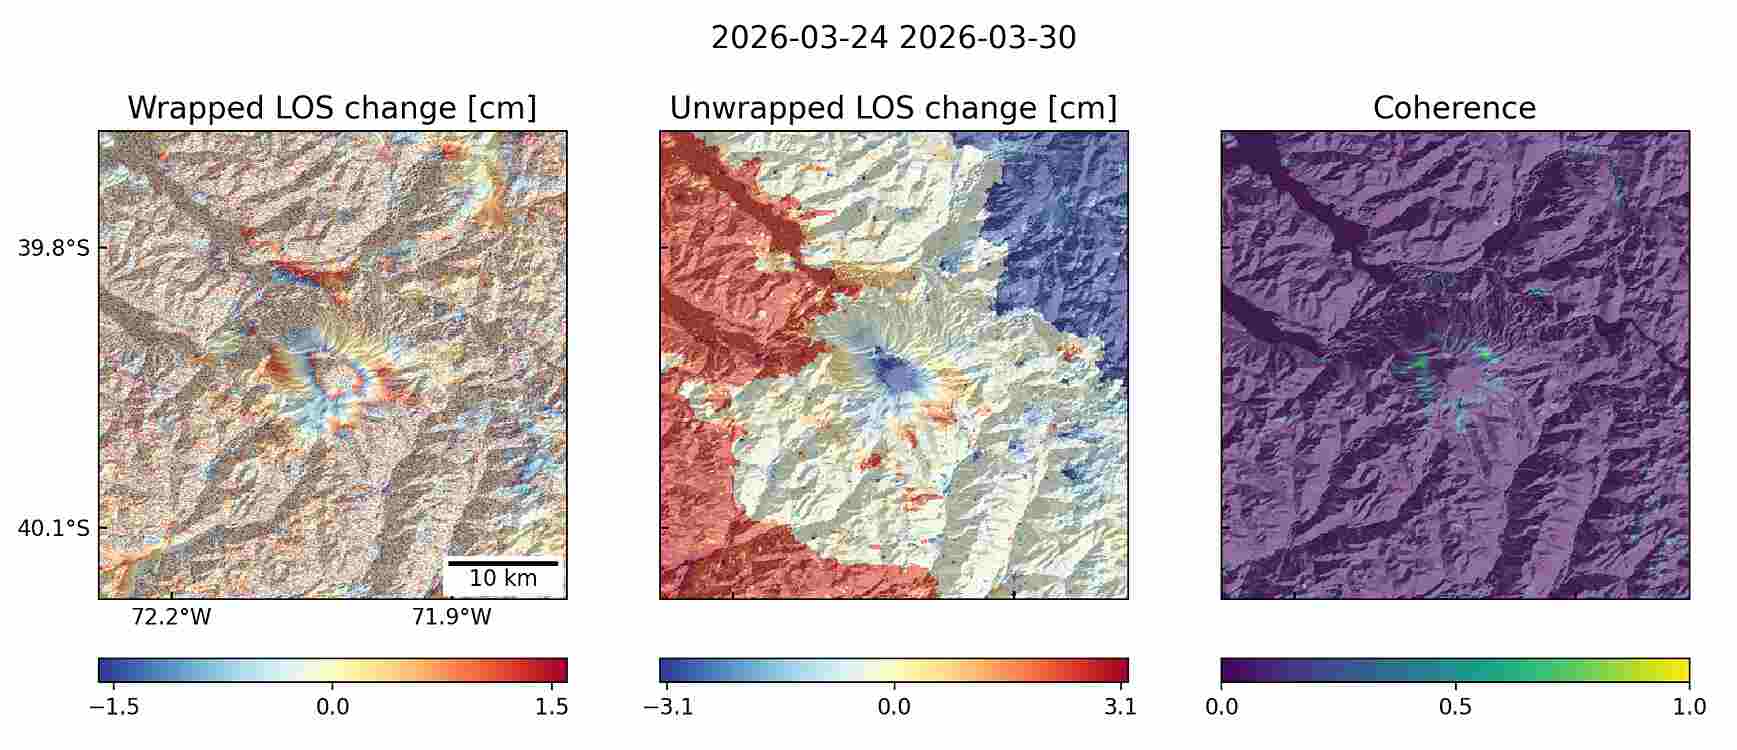 2026-03-24 2026-03-30
Wrapped LOS change [cm]
Unwrapped LOS change [cm]
Coherence
39.8°S
40.1°S
10 km
72.2°W
71.9°W
−1.5
0.0
1.5
−3.1
0.0
3.1
0.0
0.5
1.0